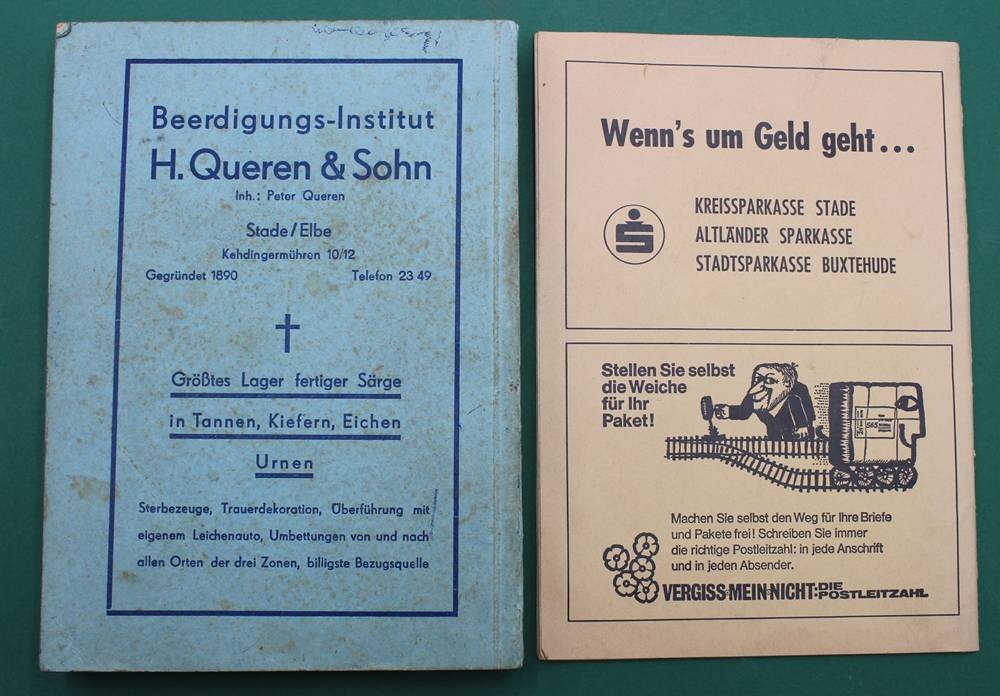 Beerdigungs-Institut
H. Queren & Sohn
Inh.: Peter Queren
Stade/Elbe
Kehdingermühren 10/12
Gegründet 1890 Telefon 23 49
Größtes Lager fertiger Särge
in Tannen, Kiefern, Eichen
Urnen
Sterbezeuge, Trauerdekoration, Überführung mit
eigenem Leichenauto, Umbettungen von und nach
allen Orten der drei Zonen, billigste Bezugsquelle
Wenn's um Geld geht...
KREISSPARKASSE STADE
ALTLÄNDER SPARKASSE
STADTSPARKASSE BUXTEHUDE
Stellen Sie selbst
die Weiche
für Ihr
Paket!
565
Machen Sie selbst den Weg für Ihre Briefe
und Pakete frei! Schreiben Sie immer
die richtige Postleitzahl: in jede Anschrift
und in jeden Absender.
VERGISS·MEIN·NICHT: DIE POSTLEITZAHL